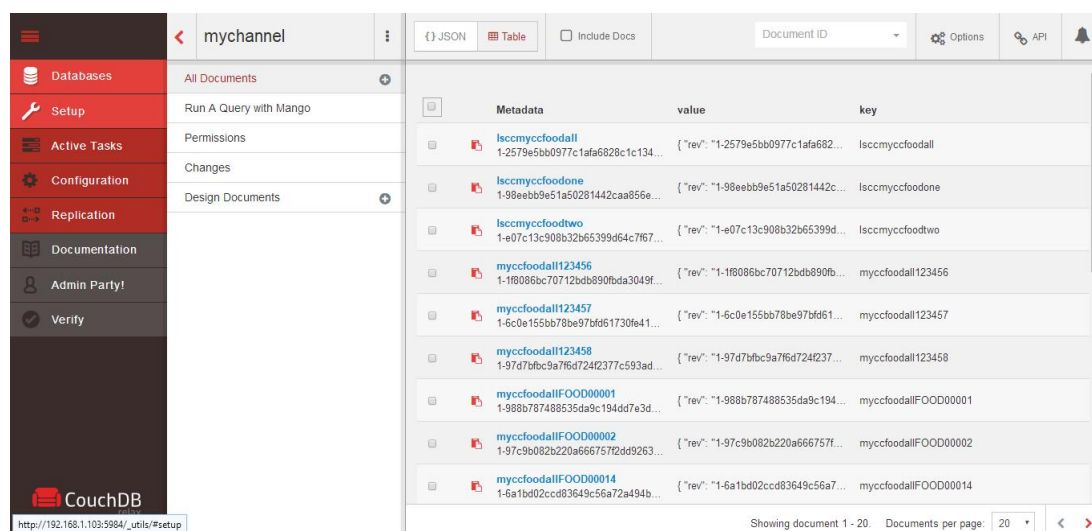 mychannel
{} JSON
Table
Include Docs
Document ID
Options
API
Databases
Setup
Active Tasks
Configuration
Replication
Documentation
Admin Party!
Verify
All Documents
Run A Query with Mango
Permissions
Changes
Design Documents
Metadata value key
lsccmyccfoodall
1-2579e5bb0977c1afa6828c1c134... { "rev": "1-2579e5bb0977c1afa682... lsccmyccfoodall
lsccmyccfoodone
1-98eebb9e51a50281442caa856e... { "rev": "1-98eebb9e51a50281442c... lsccmyccfoodone
lsccmyccfoodtwo
1-e07c13c908b32b65399d64c7f67... { "rev": "1-e07c13c908b32b65399d... lsccmyccfoodtwo
myccfoodall123456
1-1f8086bc70712bdb890fbda3049f... { "rev": "1-1f8086bc70712bdb890fb... myccfoodall123456
myccfoodall123457
1-6c0e155bb78be97bfd61730fe41... { "rev": "1-6c0e155bb78be97bfd61... myccfoodall123457
myccfoodall123458
1-97d7bfbc9a7f6d724f2377c593ad... { "rev": "1-97d7bfbc9a7f6d724f237... myccfoodall123458
myccfoodallFOOD00001
1-988b787488535da9c194dd7e3d... { "rev": "1-988b787488535da9c194... myccfoodallFOOD00001
myccfoodallFOOD00002
1-97c9b082b220a666757f2dd9263... { "rev": "1-97c9b082b220a666757f... myccfoodallFOOD00002
myccfoodallFOOD00014
1-6a1bd02ccd83649c56a72a494b... { "rev": "1-6a1bd02ccd83649c56a7... myccfoodallFOOD00014
CouchDB
relax
http://192.168.1.103:5984/_utils/#setup
Showing document 1 - 20. Documents per page: 20